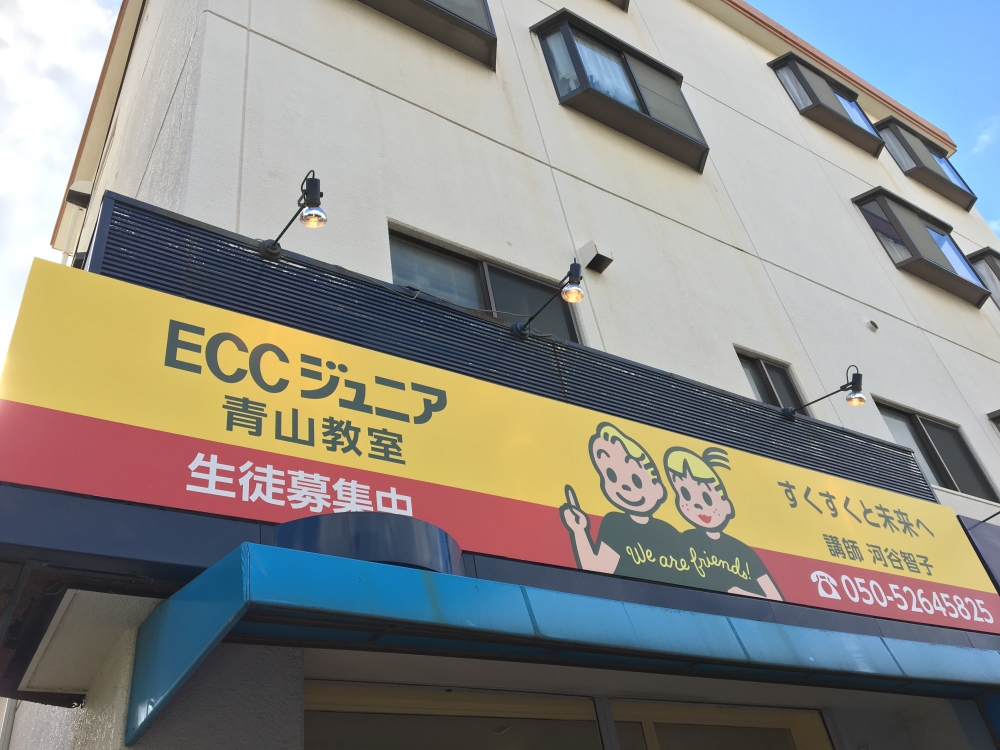 ECCジュニア
青山教室
生徒募集中
We are friends!
すくすくと未来へ
講師 河谷智子
☎050-52645825